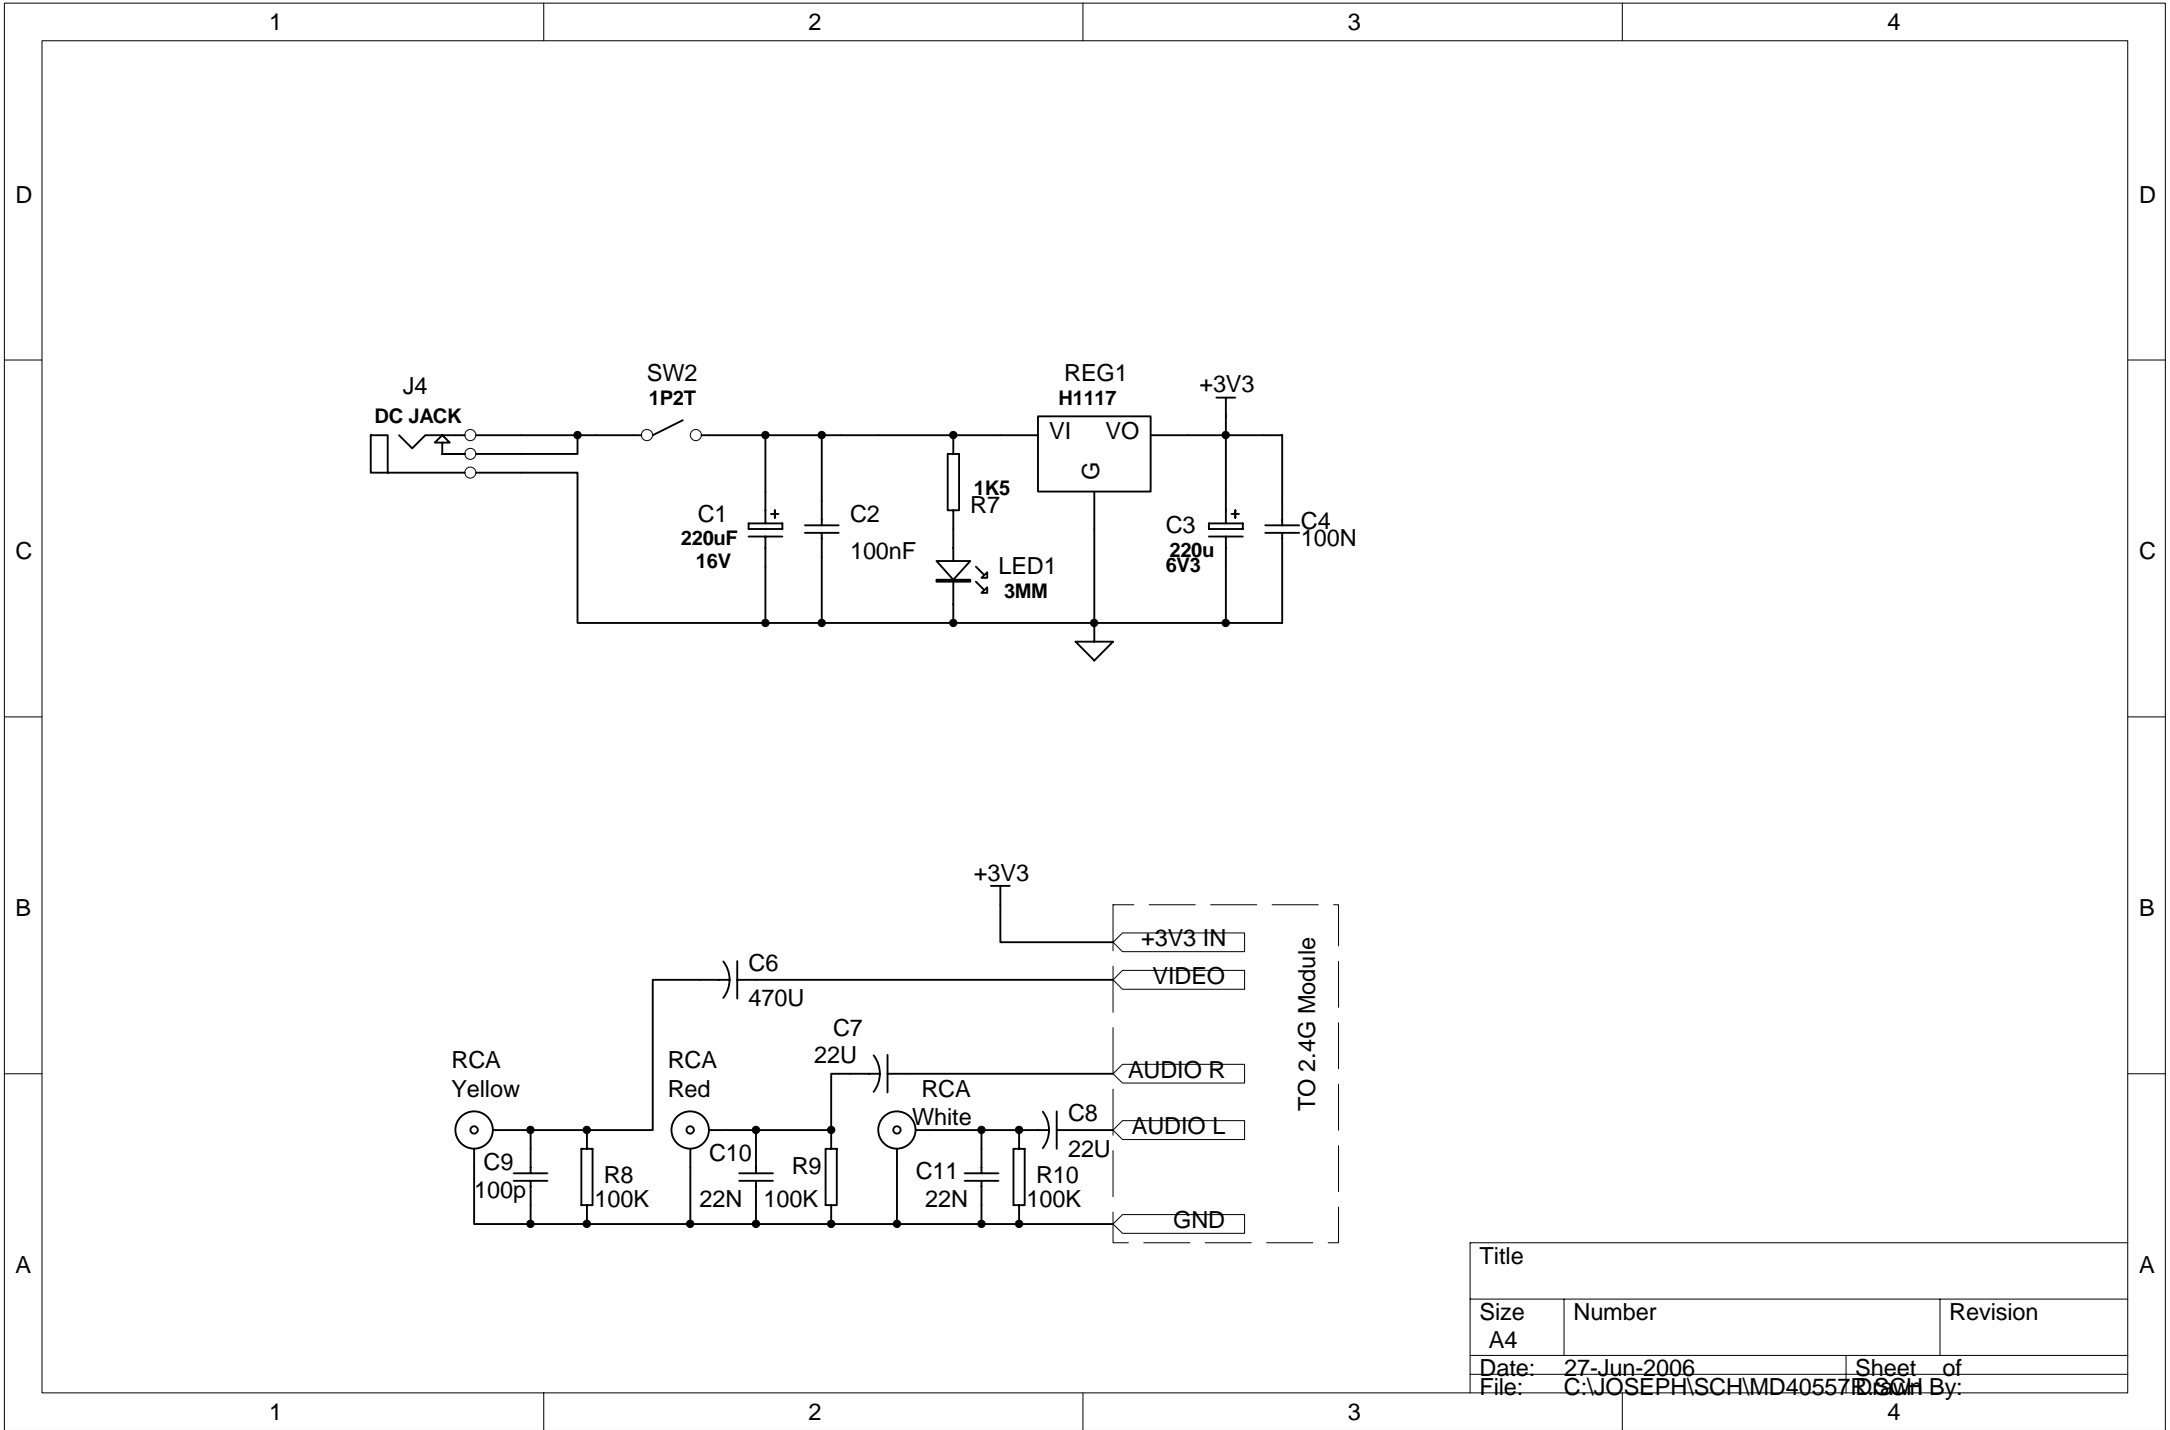 1 2 3 4
D D
C C
B B
A A
J4
DC JACK
SW2
1P2T
C1
220uF
16V
+
C2
100nF
1K5
R7
LED1
3MM
REG1
H1117
VI VO
G
+3V3
C3
220u
6V3
+
C4
100N
+3V3
+3V3 IN
VIDEO
AUDIO R
AUDIO L
GND
TO 2.4G Module
C6
470U
C7
22U
C8
22U
RCA
Yellow
RCA
Red
RCA
White
C9
100p
R8
100K
C10
22N
R9
100K
C11
22N
R10
100K
Title
Size
A4
Number
Revision
Date: 27-Jun-2006
Sheet of
File: C:\JOSEPH\SCH\MD40557R.SCH
Drawn By:
1 2 3 4